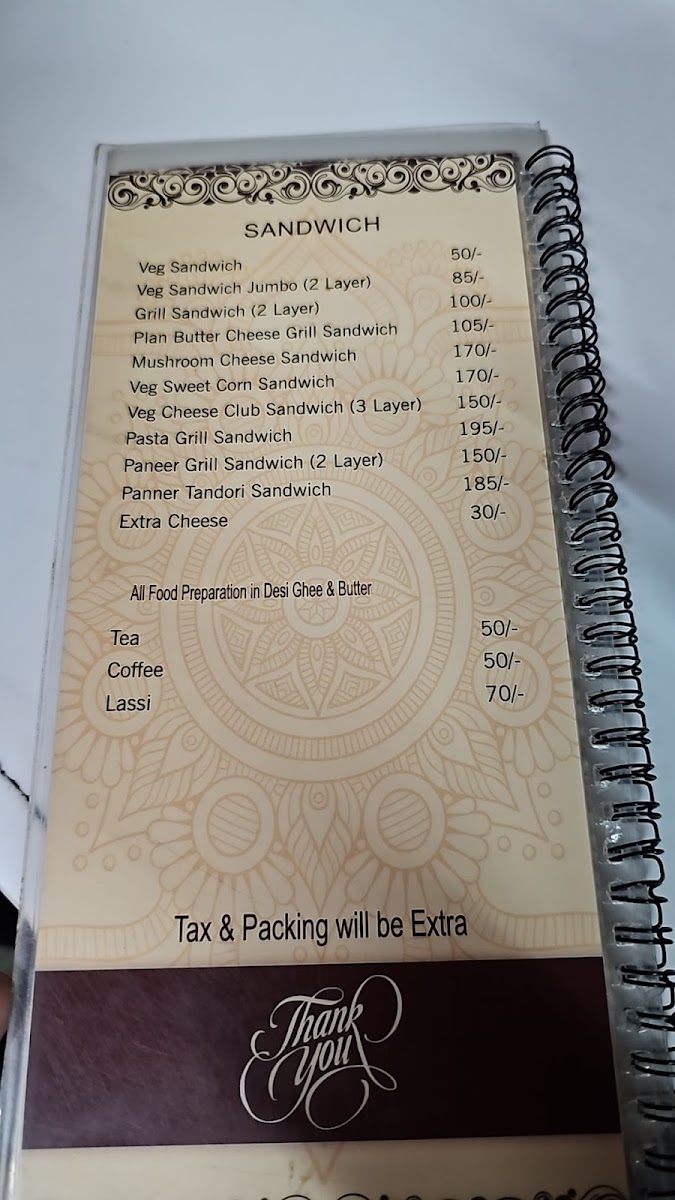 SANDWICH
Veg Sandwich 50/-
Veg Sandwich Jumbo (2 Layer) 85/-
Grill Sandwich (2 Layer) 100/-
Plan Butter Cheese Grill Sandwich 105/-
Mushroom Cheese Sandwich 170/-
Veg Sweet Corn Sandwich 170/-
Veg Cheese Club Sandwich (3 Layer) 150/-
Pasta Grill Sandwich 195/-
Paneer Grill Sandwich (2 Layer) 150/-
Panner Tandori Sandwich 185/-
Extra Cheese 30/-
All Food Preparation in Desi Ghee & Butter
Tea 50/-
Coffee 50/-
Lassi 70/-
Tax & Packing will be Extra
Thank
You